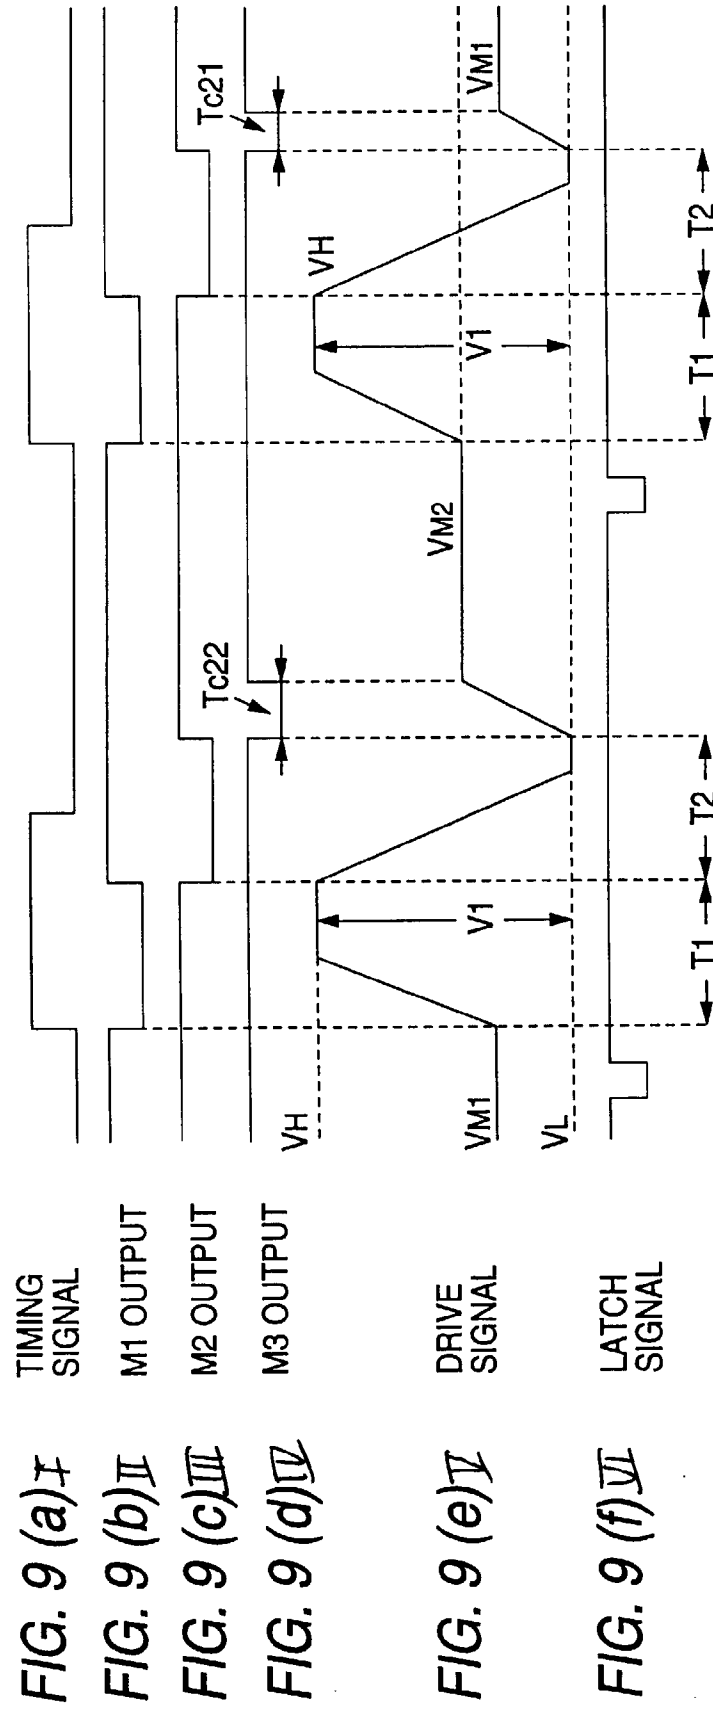 FIG. 9 (a) I
TIMING
SIGNAL
FIG. 9 (b) II
M1 OUTPUT
FIG. 9 (c) III
M2 OUTPUT
FIG. 9 (d) IV
M3 OUTPUT
Tc22
Tc21
FIG. 9 (e) V
DRIVE
SIGNAL
VH
VM1
VL
V1
VM2
VH
V1
VM1
FIG. 9 (f) VI
LATCH
SIGNAL
T1
T2
T1
T2